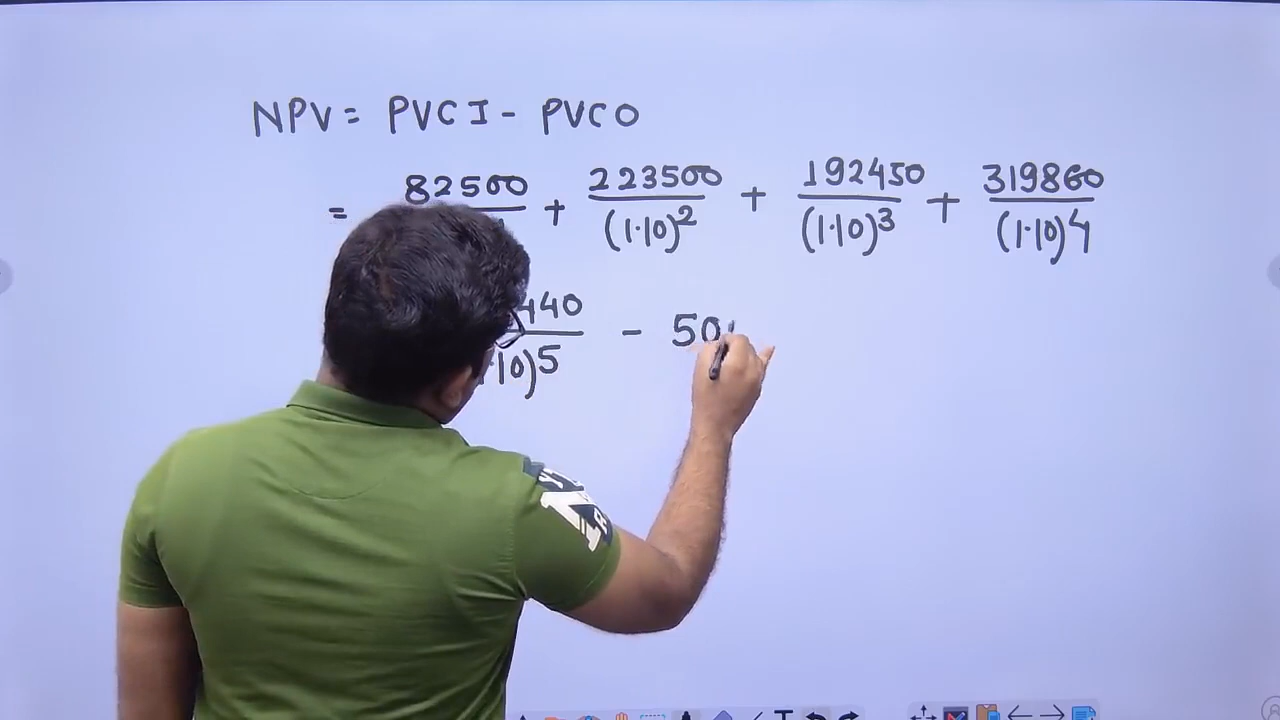 NPV = PVCI - PVCO
= 82500 + 223500/(1·10)^2 + 192450/(1·10)^3 + 319860/(1·10)^4
440/(·10)^5 - 50